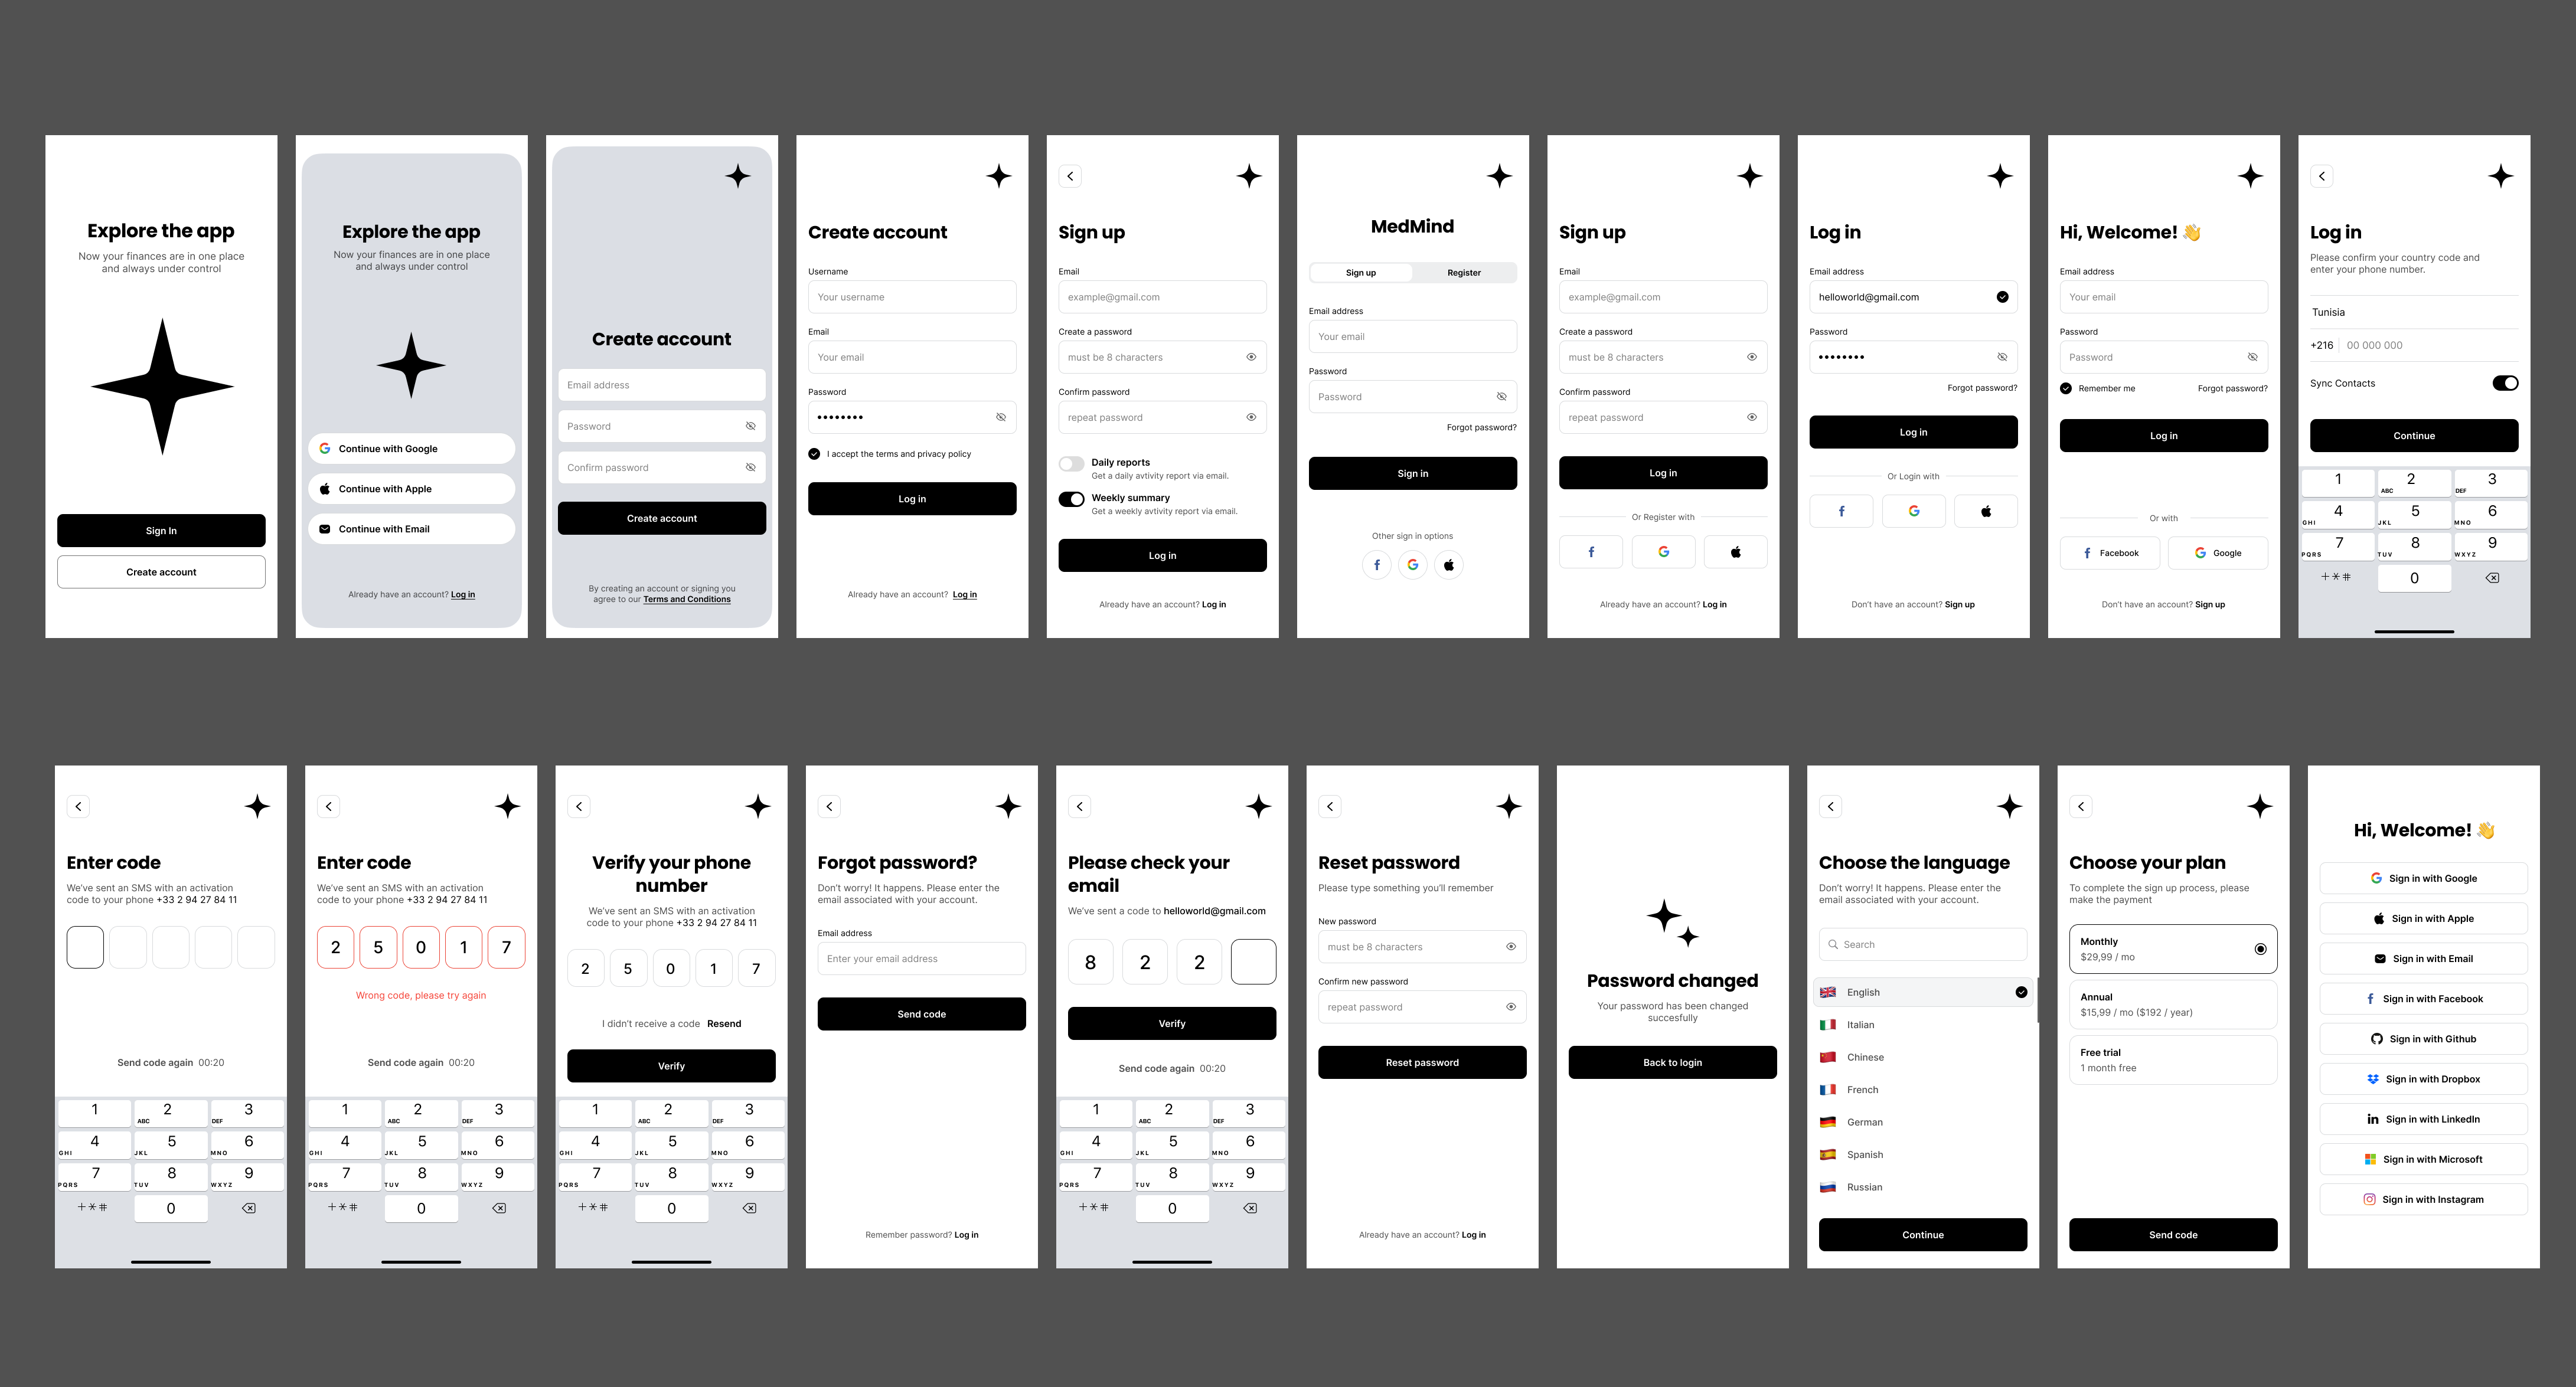 Explore the app
Now your finances are in one place
and always under control
Sign In
Create account
Explore the app
Now your finances are in one place
and always under control
Continue with Google
Continue with Apple
Continue with Email
Already have an account? Log in
Create account
Email address
Password
Confirm password
Create account
By creating an account or signing you
agree to our Terms and Conditions
Create account
Username
Your username
Email
Your email
Password
I accept the terms and privacy policy
Log in
Already have an account? Log in
Sign up
Email
example@gmail.com
Create a password
must be 8 characters
Confirm password
repeat password
Daily reports
Get a daily avtivity report via email.
Weekly summary
Get a weekly avtivity report via email.
Log in
Already have an account? Log in
MedMind
Sign up Register
Email address
Your email
Password
Password
Forgot password?
Sign in
Other sign in options
Sign up
Email
example@gmail.com
Create a password
must be 8 characters
Confirm password
repeat password
Log in
Or Register with
Already have an account? Log in
Log in
Email address
helloworld@gmail.com
Password
Forgot password?
Log in
Or Login with
Don't have an account? Sign up
Hi, Welcome! 👋
Email address
Your email
Password
Password
Remember me Forgot password?
Log in
Or with
Facebook Google
Don't have an account? Sign up
Log in
Please confirm your country code and
enter your phone number.
Tunisia
+216 00 000 000
Sync Contacts
Continue
1 2 3
ABC DEF
4 5 6
GHI JKL MNO
7 8 9
PQRS TUV WXYZ
+*# 0
Enter code
We've sent an SMS with an activation
code to your phone +33 2 94 27 84 11
Send code again 00:20
1 2 3
ABC DEF
4 5 6
GHI JKL MNO
7 8 9
PQRS TUV WXYZ
+*# 0
Enter code
We've sent an SMS with an activation
code to your phone +33 2 94 27 84 11
2 5 0 1 7
Wrong code, please try again
Send code again 00:20
1 2 3
ABC DEF
4 5 6
GHI JKL MNO
7 8 9
PQRS TUV WXYZ
+*# 0
Verify your phone
number
We've sent an SMS with an activation
code to your phone +33 2 94 27 84 11
2 5 0 1 7
I didn't receive a code Resend
Verify
1 2 3
ABC DEF
4 5 6
GHI JKL MNO
7 8 9
PQRS TUV WXYZ
+*# 0
Forgot password?
Don't worry! It happens. Please enter the
email associated with your account.
Email address
Enter your email address
Send code
Remember password? Log in
Please check your
email
We've sent a code to helloworld@gmail.com
8 2 2
Verify
Send code again 00:20
1 2 3
ABC DEF
4 5 6
GHI JKL MNO
7 8 9
PQRS TUV WXYZ
+*# 0
Reset password
Please type something you'll remember
New password
must be 8 characters
Confirm new password
repeat password
Reset password
Already have an account? Log in
Password changed
Your password has been changed
succesfully
Back to login
Choose the language
Don't worry! It happens. Please enter the
email associated with your account.
Search
English
Italian
Chinese
French
German
Spanish
Russian
Continue
Choose your plan
To complete the sign up process, please
make the payment
Monthly
$29,99 / mo
Annual
$15,99 / mo ($192 / year)
Free trial
1 month free
Send code
Hi, Welcome! 👋
Sign in with Google
Sign in with Apple
Sign in with Email
Sign in with Facebook
Sign in with Github
Sign in with Dropbox
Sign in with LinkedIn
Sign in with Microsoft
Sign in with Instagram